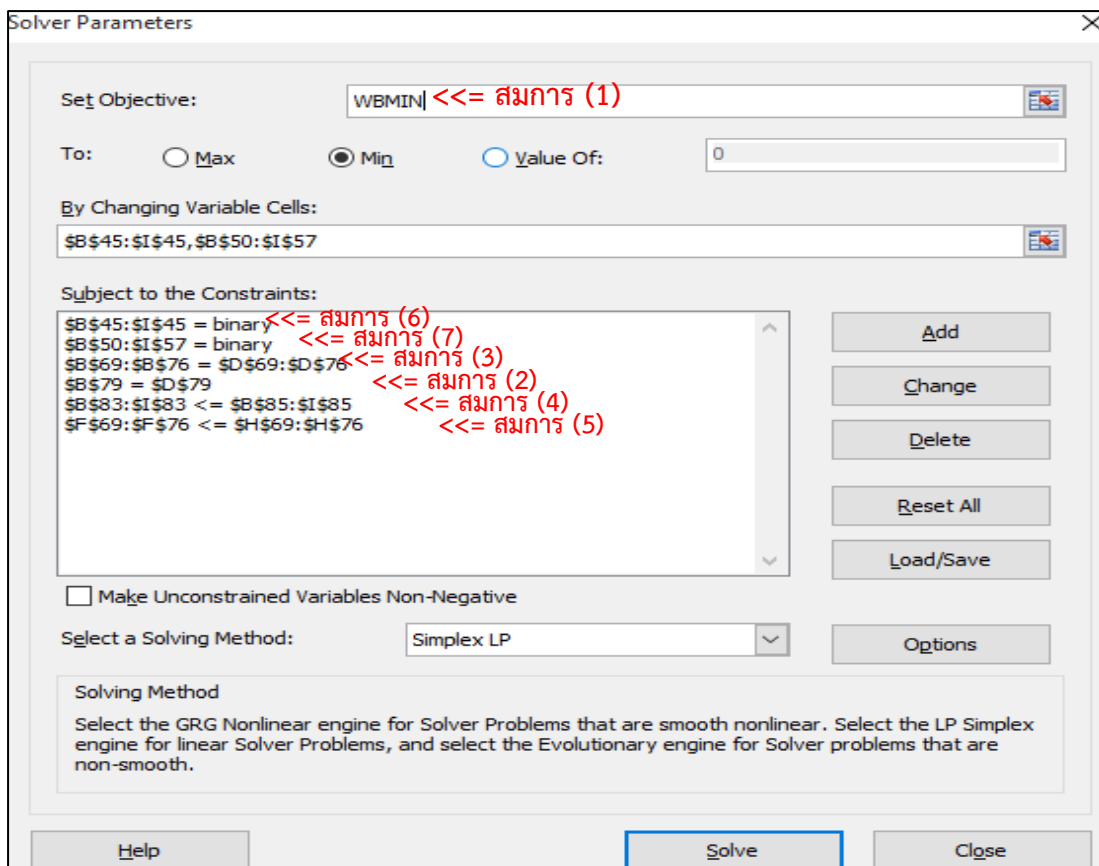 Solver Parameters
Set Objective: WBMIN <<= สมการ (1)
To: Max Min Value Of: 0
By Changing Variable Cells:
$B$45:$I$45,$B$50:$I$57
Subject to the Constraints:
$B$45:$I$45 = binary <<= สมการ (6)
$B$50:$I$57 = binary <<= สมการ (7)
$B$69:$B$76 = $D$69:$D$76 <<= สมการ (3)
$B$79 = $D$79 <<= สมการ (2)
$B$83:$I$83 <= $B$85:$I$85 <<= สมการ (4)
$F$69:$F$76 <= $H$69:$H$76 <<= สมการ (5)
Add
Change
Delete
Reset All
Load/Save
Make Unconstrained Variables Non-Negative
Select a Solving Method: Simplex LP Options
Solving Method
Select the GRG Nonlinear engine for Solver Problems that are smooth nonlinear. Select the LP Simplex
engine for linear Solver Problems, and select the Evolutionary engine for Solver problems that are
non-smooth.
Help Solve Close